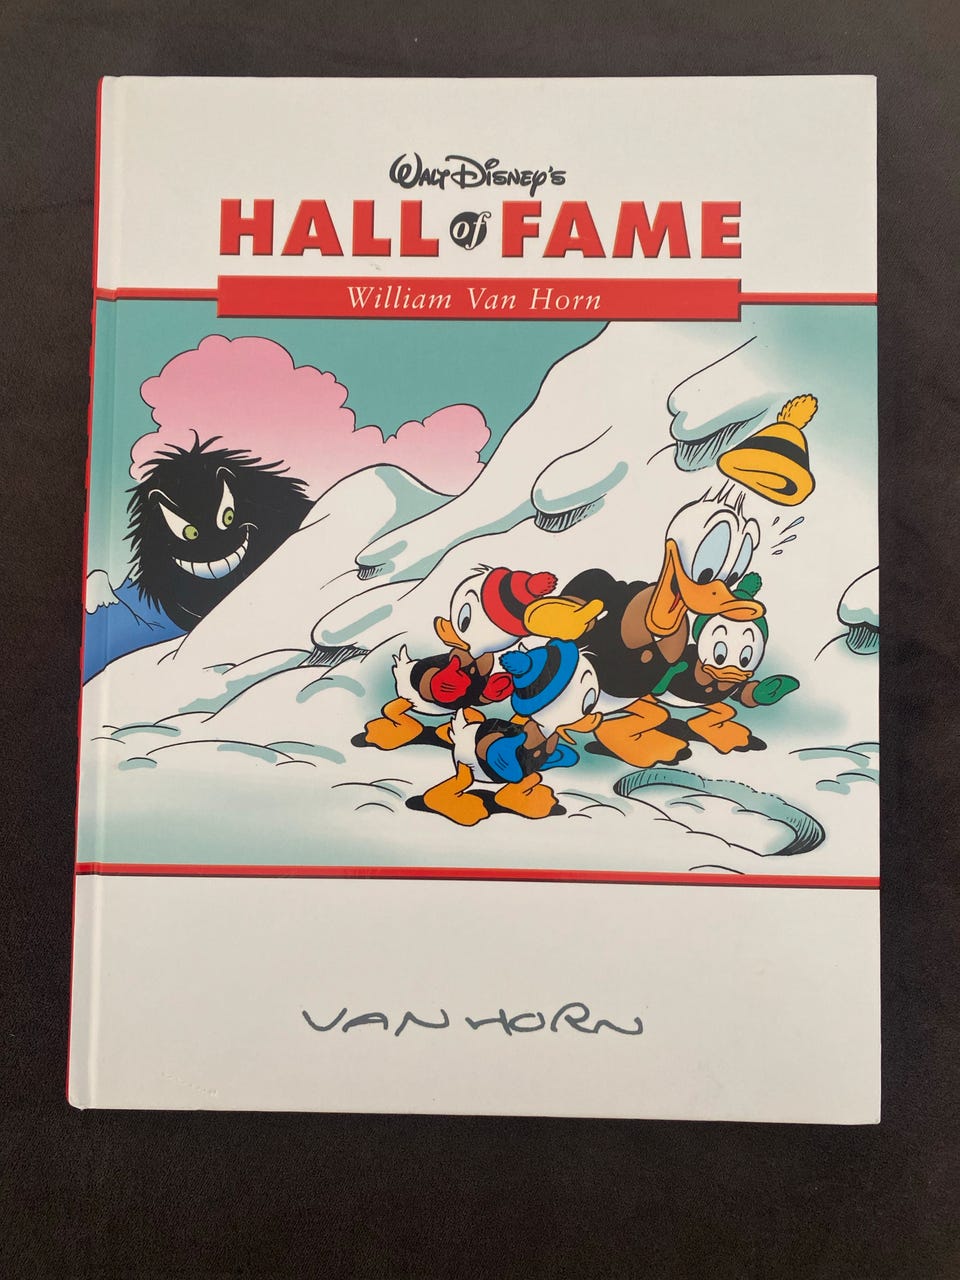 Walt Disney's
HALL of FAME
William Van Horn
VAN HORN